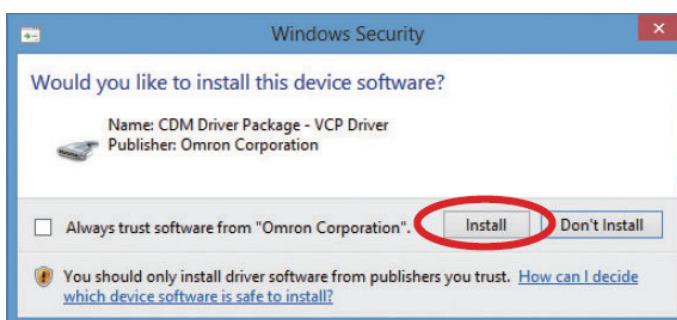 Windows Security
Would you like to install this device software?
Name: CDM Driver Package - VCP Driver
Publisher: Omron Corporation
Always trust software from "Omron Corporation".
Install
Don't Install
You should only install driver software from publishers you trust. How can I decide
which device software is safe to install?